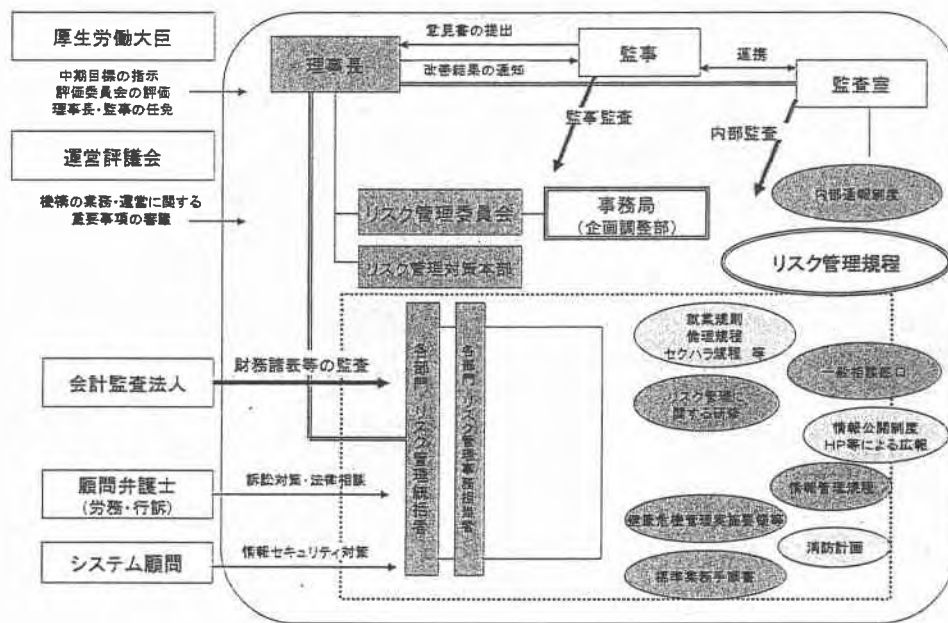 厚生労働大臣
中期目標の指示
評価委員会の評価
理事長・監事の任免
運営評議会
機構の業務・運営に関する
重要事項の審議
会計監査法人
財務諸表等の監査
顧問弁護士
(労務・行訴)
訴訟対策・法律相談
システム顧問
情報セキュリティ対策
理事長
意見書の提出
改善結果の通知
監事
連携
監査室
監事監査
内部監査
内部通報制度
リスク管理委員会
事務局
(企画調整部)
リスク管理対策本部
リスク管理規程
各部門 リスク管理統括者
各部門 リスク管理事務担当者
就業規則
倫理規程
セクハラ規程 等
一般相談窓口
リスク管理に
関する研修
情報公開制度
HP等による広報
情報管理規程
健康危機管理実施要領等
消防計画
標準業務手順書